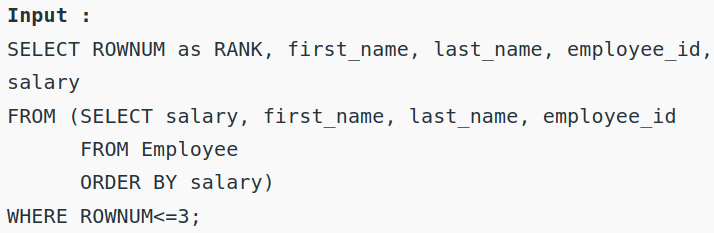 Input :
SELECT ROWNUM as RANK, first_name, last_name, employee_id,
salary
FROM (SELECT salary, first_name, last_name, employee_id
      FROM Employee
      ORDER BY salary)
WHERE ROWNUM<=3;